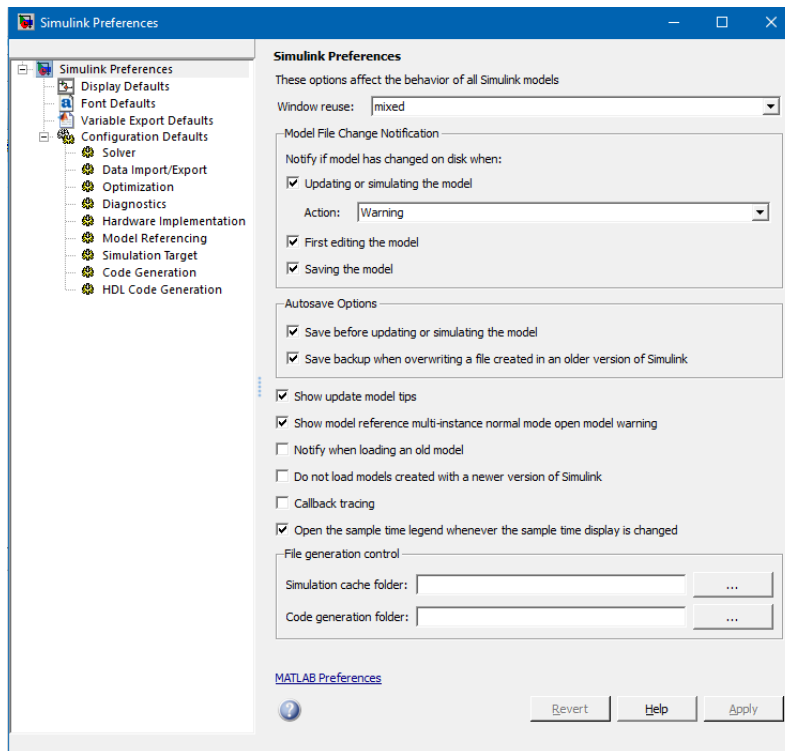 Simulink Preferences
Simulink Preferences
Display Defaults
Font Defaults
Variable Export Defaults
Configuration Defaults
Solver
Data Import/Export
Optimization
Diagnostics
Hardware Implementation
Model Referencing
Simulation Target
Code Generation
HDL Code Generation
Simulink Preferences
These options affect the behavior of all Simulink models
Window reuse: mixed
Model File Change Notification
Notify if model has changed on disk when:
Updating or simulating the model
Action: Warning
First editing the model
Saving the model
Autosave Options
Save before updating or simulating the model
Save backup when overwriting a file created in an older version of Simulink
Show update model tips
Show model reference multi-instance normal mode open model warning
Notify when loading an old model
Do not load models created with a newer version of Simulink
Callback tracing
Open the sample time legend whenever the sample time display is changed
File generation control
Simulation cache folder: ...
Code generation folder: ...
MATLAB Preferences
Revert Help Apply